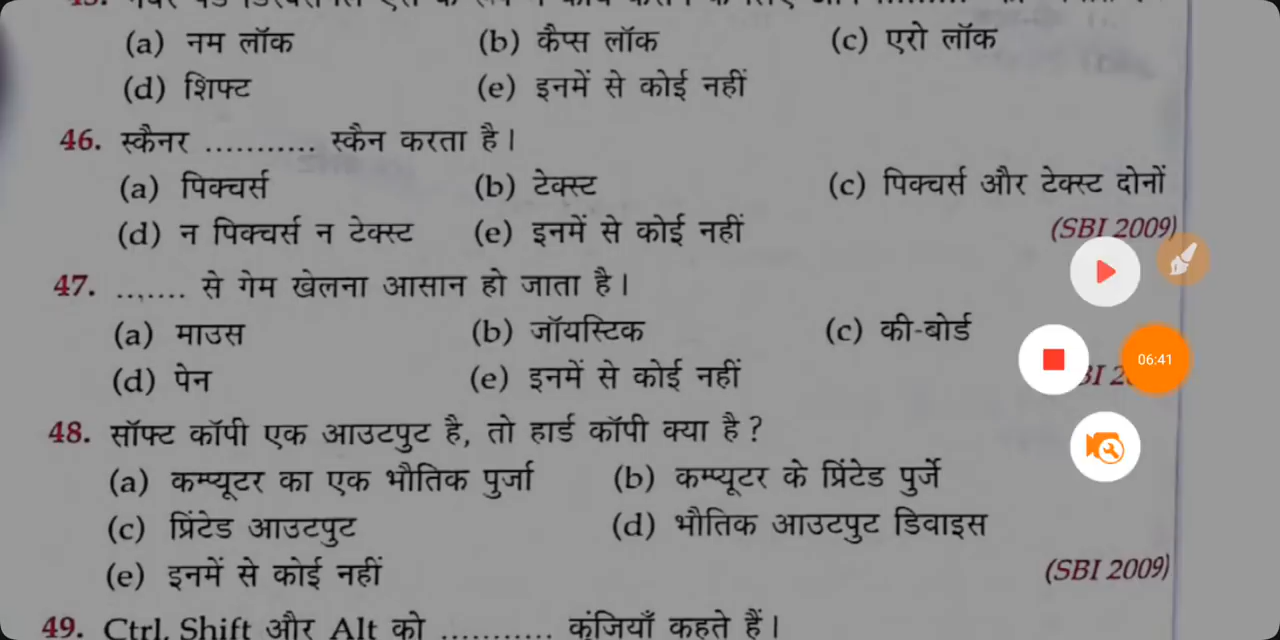 (a) नम लॉक (b) कैप्स लॉक (c) एरो लॉक
(d) शिफ्ट (e) इनमें से कोई नहीं
46. स्कैनर ........... स्कैन करता है।
(a) पिक्चर्स (b) टेक्स्ट (c) पिक्चर्स और टेक्स्ट दोनों
(d) न पिक्चर्स न टेक्स्ट (e) इनमें से कोई नहीं (SBI 2009)
47. ....... से गेम खेलना आसान हो जाता है।
(a) माउस (b) जॉयस्टिक (c) की-बोर्ड
(d) पेन (e) इनमें से कोई नहीं
06:41
48. सॉफ्ट कॉपी एक आउटपुट है, तो हार्ड कॉपी क्या है?
(a) कम्प्यूटर का एक भौतिक पुर्जा (b) कम्प्यूटर के प्रिंटेड पुर्जे
(c) प्रिंटेड आउटपुट (d) भौतिक आउटपुट डिवाइस
(e) इनमें से कोई नहीं (SBI 2009)
49. Ctrl, Shift और Alt को ........... कुंजियाँ कहते हैं।